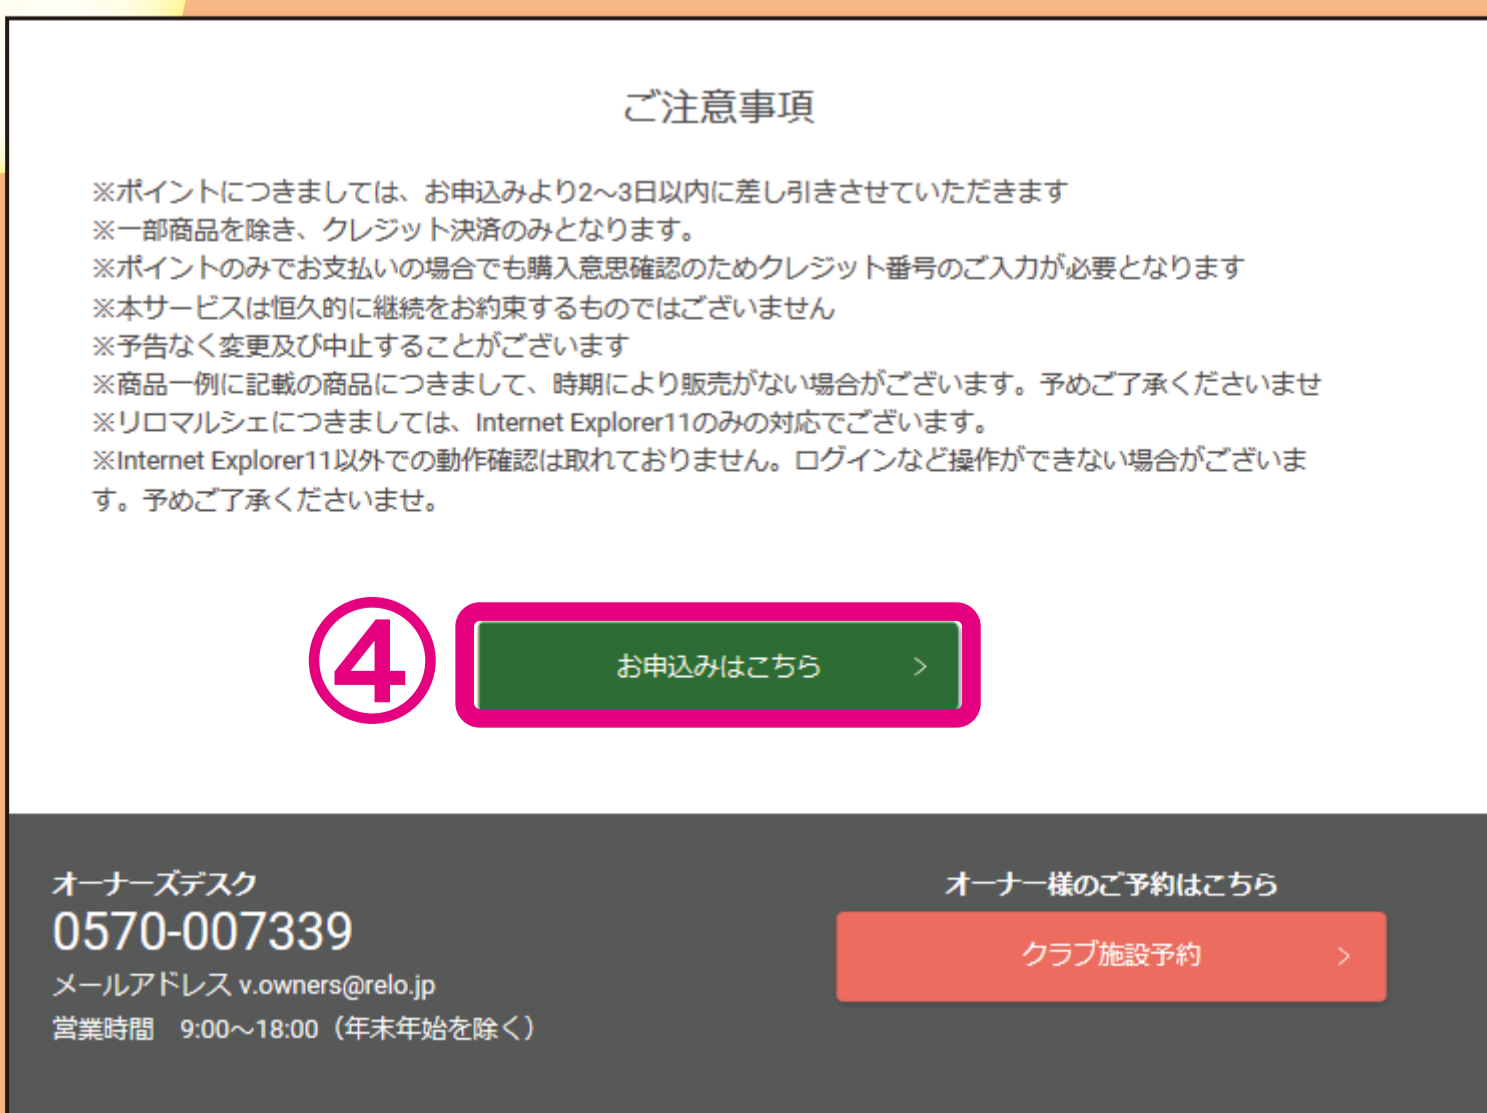 ご注意事項
※ポイントにつきましては、お申込みより2〜3日以内に差し引きさせていただきます
※一部商品を除き、クレジット決済のみとなります。
※ポイントのみでお支払いの場合でも購入意思確認のためクレジット番号のご入力が必要となります
※本サービスは恒久的に継続をお約束するものではございません
※予告なく変更及び中止することがございます
※商品一例に記載の商品につきまして、時期により販売がない場合がございます。予めご了承くださいませ
※リロマルシェにつきましては、Internet Explorer11のみの対応でございます。
※Internet Explorer11以外での動作確認は取れておりません。ログインなど操作ができない場合がございま
す。予めご了承くださいませ。
④
お申込みはこちら >
オーナーズデスク
0570-007339
メールアドレス v.owners@relo.jp
営業時間　9:00〜18:00（年末年始を除く）
オーナー様のご予約はこちら
クラブ施設予約 >